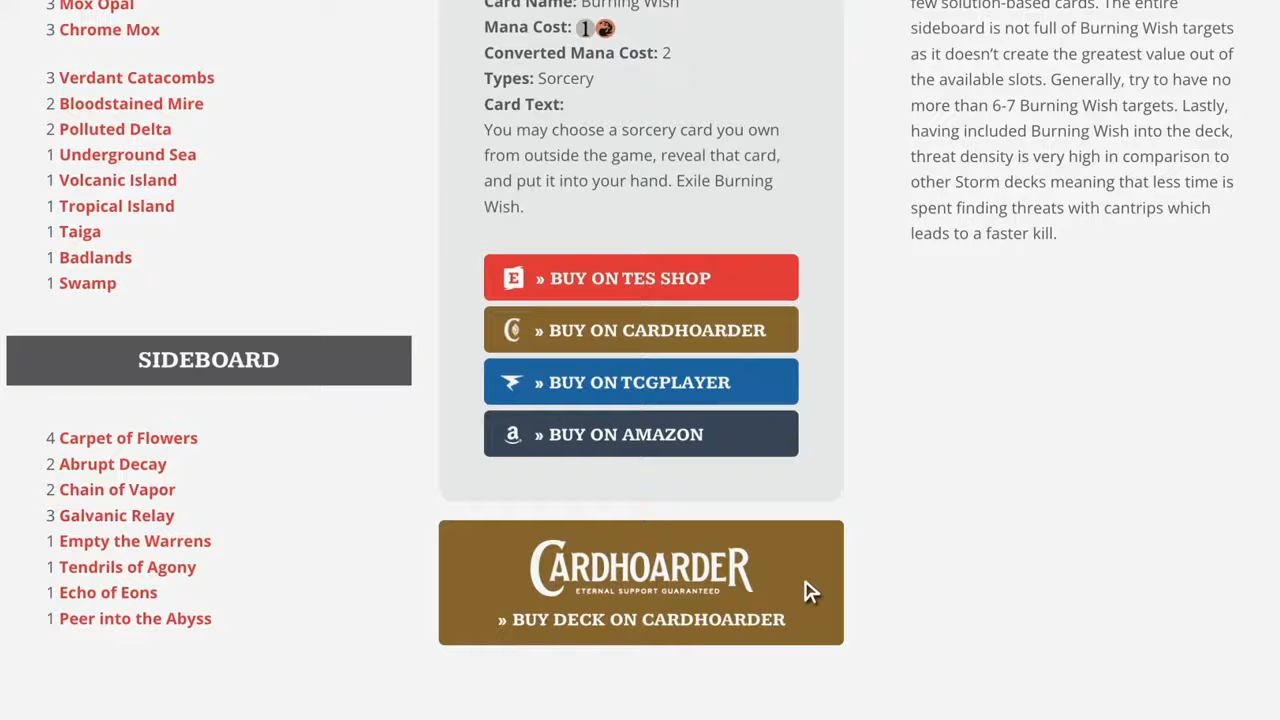 3 Mox Opal
3 Chrome Mox
3 Verdant Catacombs
2 Bloodstained Mire
2 Polluted Delta
1 Underground Sea
1 Volcanic Island
1 Tropical Island
1 Taiga
1 Badlands
1 Swamp
SIDEBOARD
4 Carpet of Flowers
2 Abrupt Decay
2 Chain of Vapor
3 Galvanic Relay
1 Empty the Warrens
1 Tendrils of Agony
1 Echo of Eons
1 Peer into the Abyss
Card Name: Burning Wish
Mana Cost: 1
Converted Mana Cost: 2
Types: Sorcery
Card Text:
You may choose a sorcery card you own
from outside the game, reveal that card,
and put it into your hand. Exile Burning
Wish.
E » BUY ON TES SHOP
C » BUY ON CARDHOARDER
» BUY ON TCGPLAYER
a » BUY ON AMAZON
CARDHOARDER
ETERNAL SUPPORT GUARANTEED
» BUY DECK ON CARDHOARDER
few solution-based cards. The entire
sideboard is not full of Burning Wish targets
as it doesn’t create the greatest value out of
the available slots. Generally, try to have no
more than 6-7 Burning Wish targets. Lastly,
having included Burning Wish into the deck,
threat density is very high in comparison to
other Storm decks meaning that less time is
spent finding threats with cantrips which
leads to a faster kill.